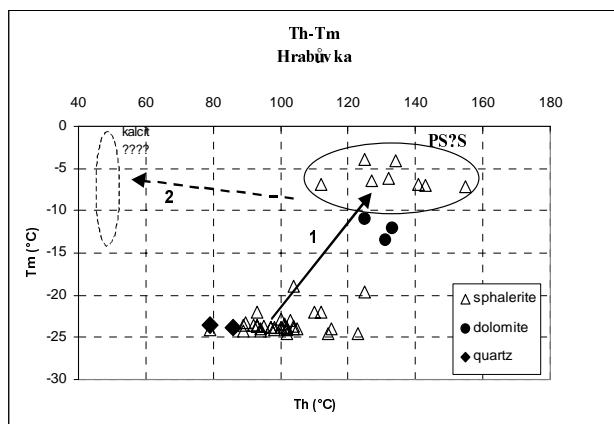 Th-Tm
Hrabůvka
40 60 80 100 120 140 160 180
0
-5
-10
-15
-20
-25
-30
Tm (°C)
kalcit
????
PS?S
2
1
sphalerite
dolomite
quartz
Th (°C)